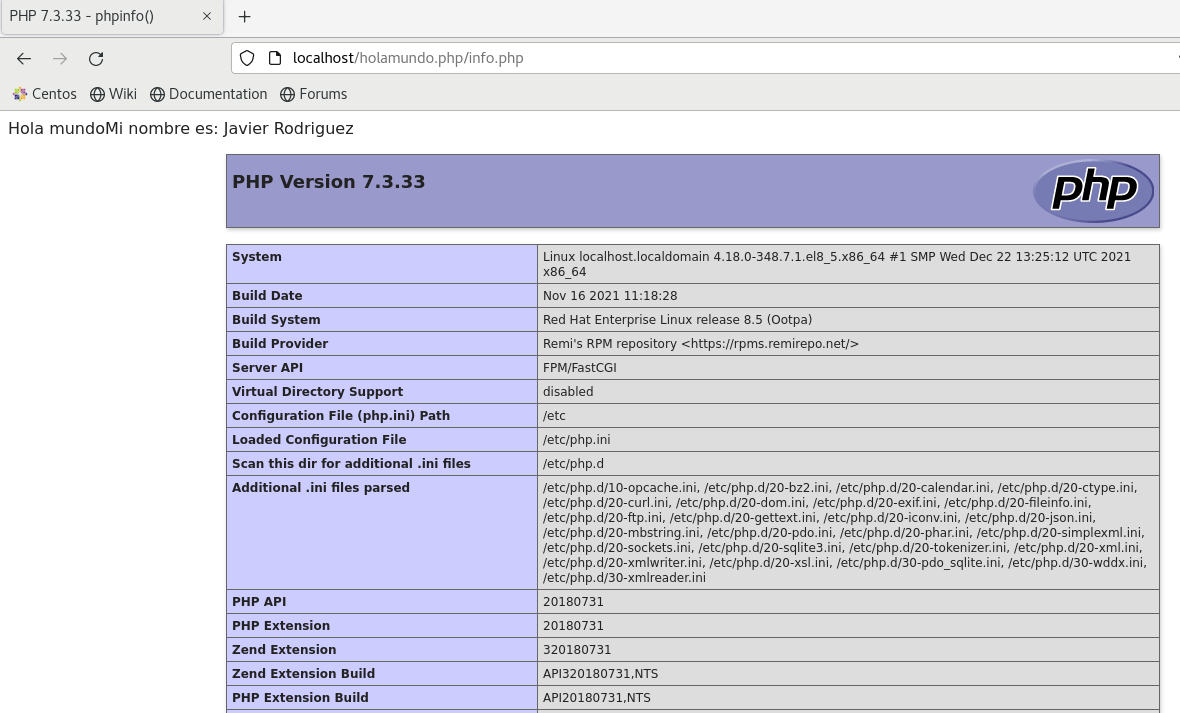 PHP 7.3.33 - phpinfo()
localhost/holamundo.php/info.php
Centos Wiki Documentation Forums
Hola mundoMi nombre es: Javier Rodriguez
PHP Version 7.3.33
php
System
Linux localhost.localdomain 4.18.0-348.7.1.el8_5.x86_64 #1 SMP Wed Dec 22 13:25:12 UTC 2021
x86_64
Build Date
Nov 16 2021 11:18:28
Build System
Red Hat Enterprise Linux release 8.5 (Ootpa)
Build Provider
Remi's RPM repository <https://rpms.remirepo.net/>
Server API
FPM/FastCGI
Virtual Directory Support
disabled
Configuration File (php.ini) Path
/etc
Loaded Configuration File
/etc/php.ini
Scan this dir for additional .ini files
/etc/php.d
Additional .ini files parsed
/etc/php.d/10-opcache.ini, /etc/php.d/20-bz2.ini, /etc/php.d/20-calendar.ini, /etc/php.d/20-ctype.ini,
/etc/php.d/20-curl.ini, /etc/php.d/20-dom.ini, /etc/php.d/20-exif.ini, /etc/php.d/20-fileinfo.ini,
/etc/php.d/20-ftp.ini, /etc/php.d/20-gettext.ini, /etc/php.d/20-iconv.ini, /etc/php.d/20-json.ini,
/etc/php.d/20-mbstring.ini, /etc/php.d/20-pdo.ini, /etc/php.d/20-phar.ini, /etc/php.d/20-simplexml.ini,
/etc/php.d/20-sockets.ini, /etc/php.d/20-sqlite3.ini, /etc/php.d/20-tokenizer.ini, /etc/php.d/20-xml.ini,
/etc/php.d/20-xmlwriter.ini, /etc/php.d/20-xsl.ini, /etc/php.d/30-pdo_sqlite.ini, /etc/php.d/30-wddx.ini,
/etc/php.d/30-xmlreader.ini
PHP API
20180731
PHP Extension
20180731
Zend Extension
320180731
Zend Extension Build
API320180731,NTS
PHP Extension Build
API20180731,NTS